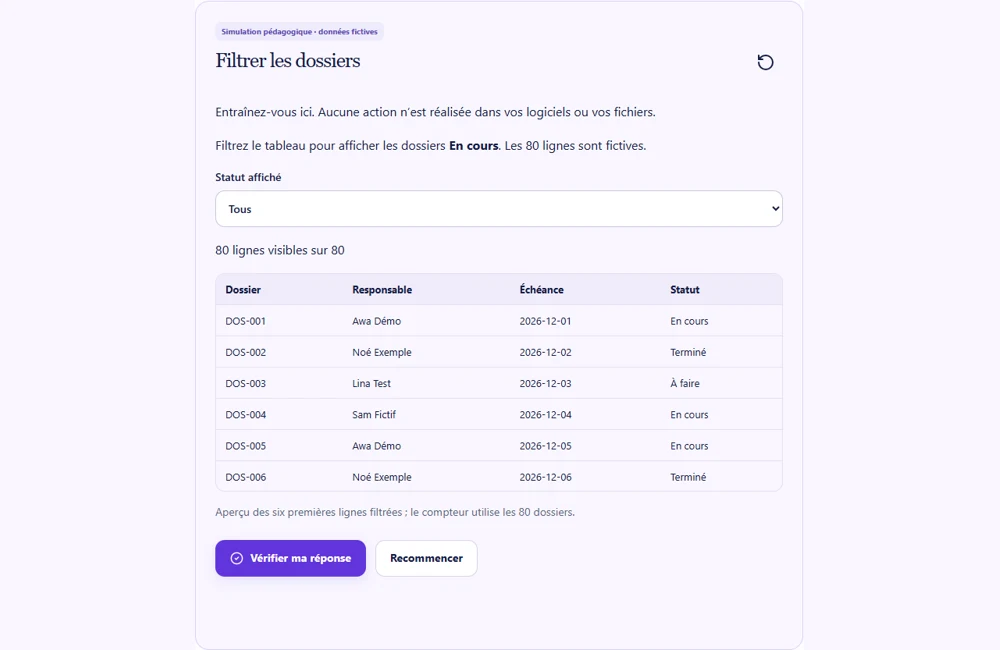 Simulation pédagogique - données fictives
Filtrer les dossiers
Entraînez-vous ici. Aucune action n’est réalisée dans vos logiciels ou vos fichiers.
Filtrez le tableau pour afficher les dossiers En cours. Les 80 lignes sont fictives.
Statut affiché
Tous
80 lignes visibles sur 80
Dossier Responsable Échéance Statut
DOS-001 Awa Démo 2026-12-01 En cours
DOS-002 Noé Exemple 2026-12-02 Terminé
DOS-003 Lina Test 2026-12-03 À faire
DOS-004 Sam Fictif 2026-12-04 En cours
DOS-005 Awa Démo 2026-12-05 En cours
DOS-006 Noé Exemple 2026-12-06 Terminé
Aperçu des six premières lignes filtrées ; le compteur utilise les 80 dossiers.
Vérifier ma réponse Recommencer